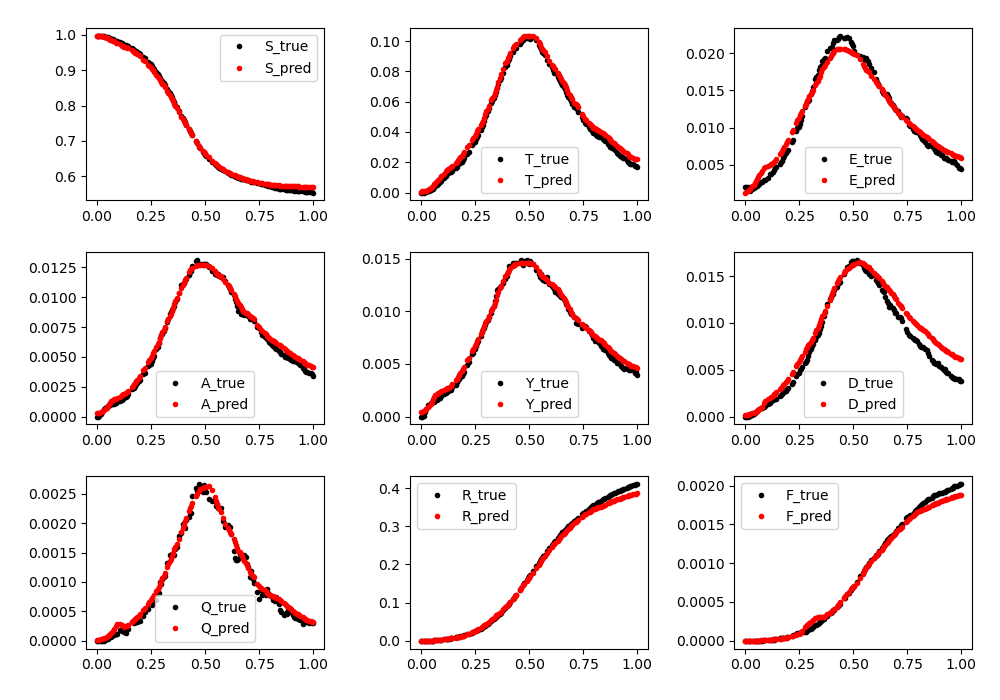 1.0
0.9
0.8
0.7
0.6
0.00 0.25 0.50 0.75 1.00
S_true
S_pred
0.10
0.08
0.06
0.04
0.02
0.00
0.00 0.25 0.50 0.75 1.00
T_true
T_pred
0.020
0.015
0.010
0.005
0.00 0.25 0.50 0.75 1.00
E_true
E_pred
0.0125
0.0100
0.0075
0.0050
0.0025
0.0000
0.00 0.25 0.50 0.75 1.00
A_true
A_pred
0.015
0.010
0.005
0.000
0.00 0.25 0.50 0.75 1.00
Y_true
Y_pred
0.015
0.010
0.005
0.000
0.00 0.25 0.50 0.75 1.00
D_true
D_pred
0.0025
0.0020
0.0015
0.0010
0.0005
0.0000
0.00 0.25 0.50 0.75 1.00
Q_true
Q_pred
0.4
0.3
0.2
0.1
0.0
0.00 0.25 0.50 0.75 1.00
R_true
R_pred
0.0020
0.0015
0.0010
0.0005
0.0000
0.00 0.25 0.50 0.75 1.00
F_true
F_pred